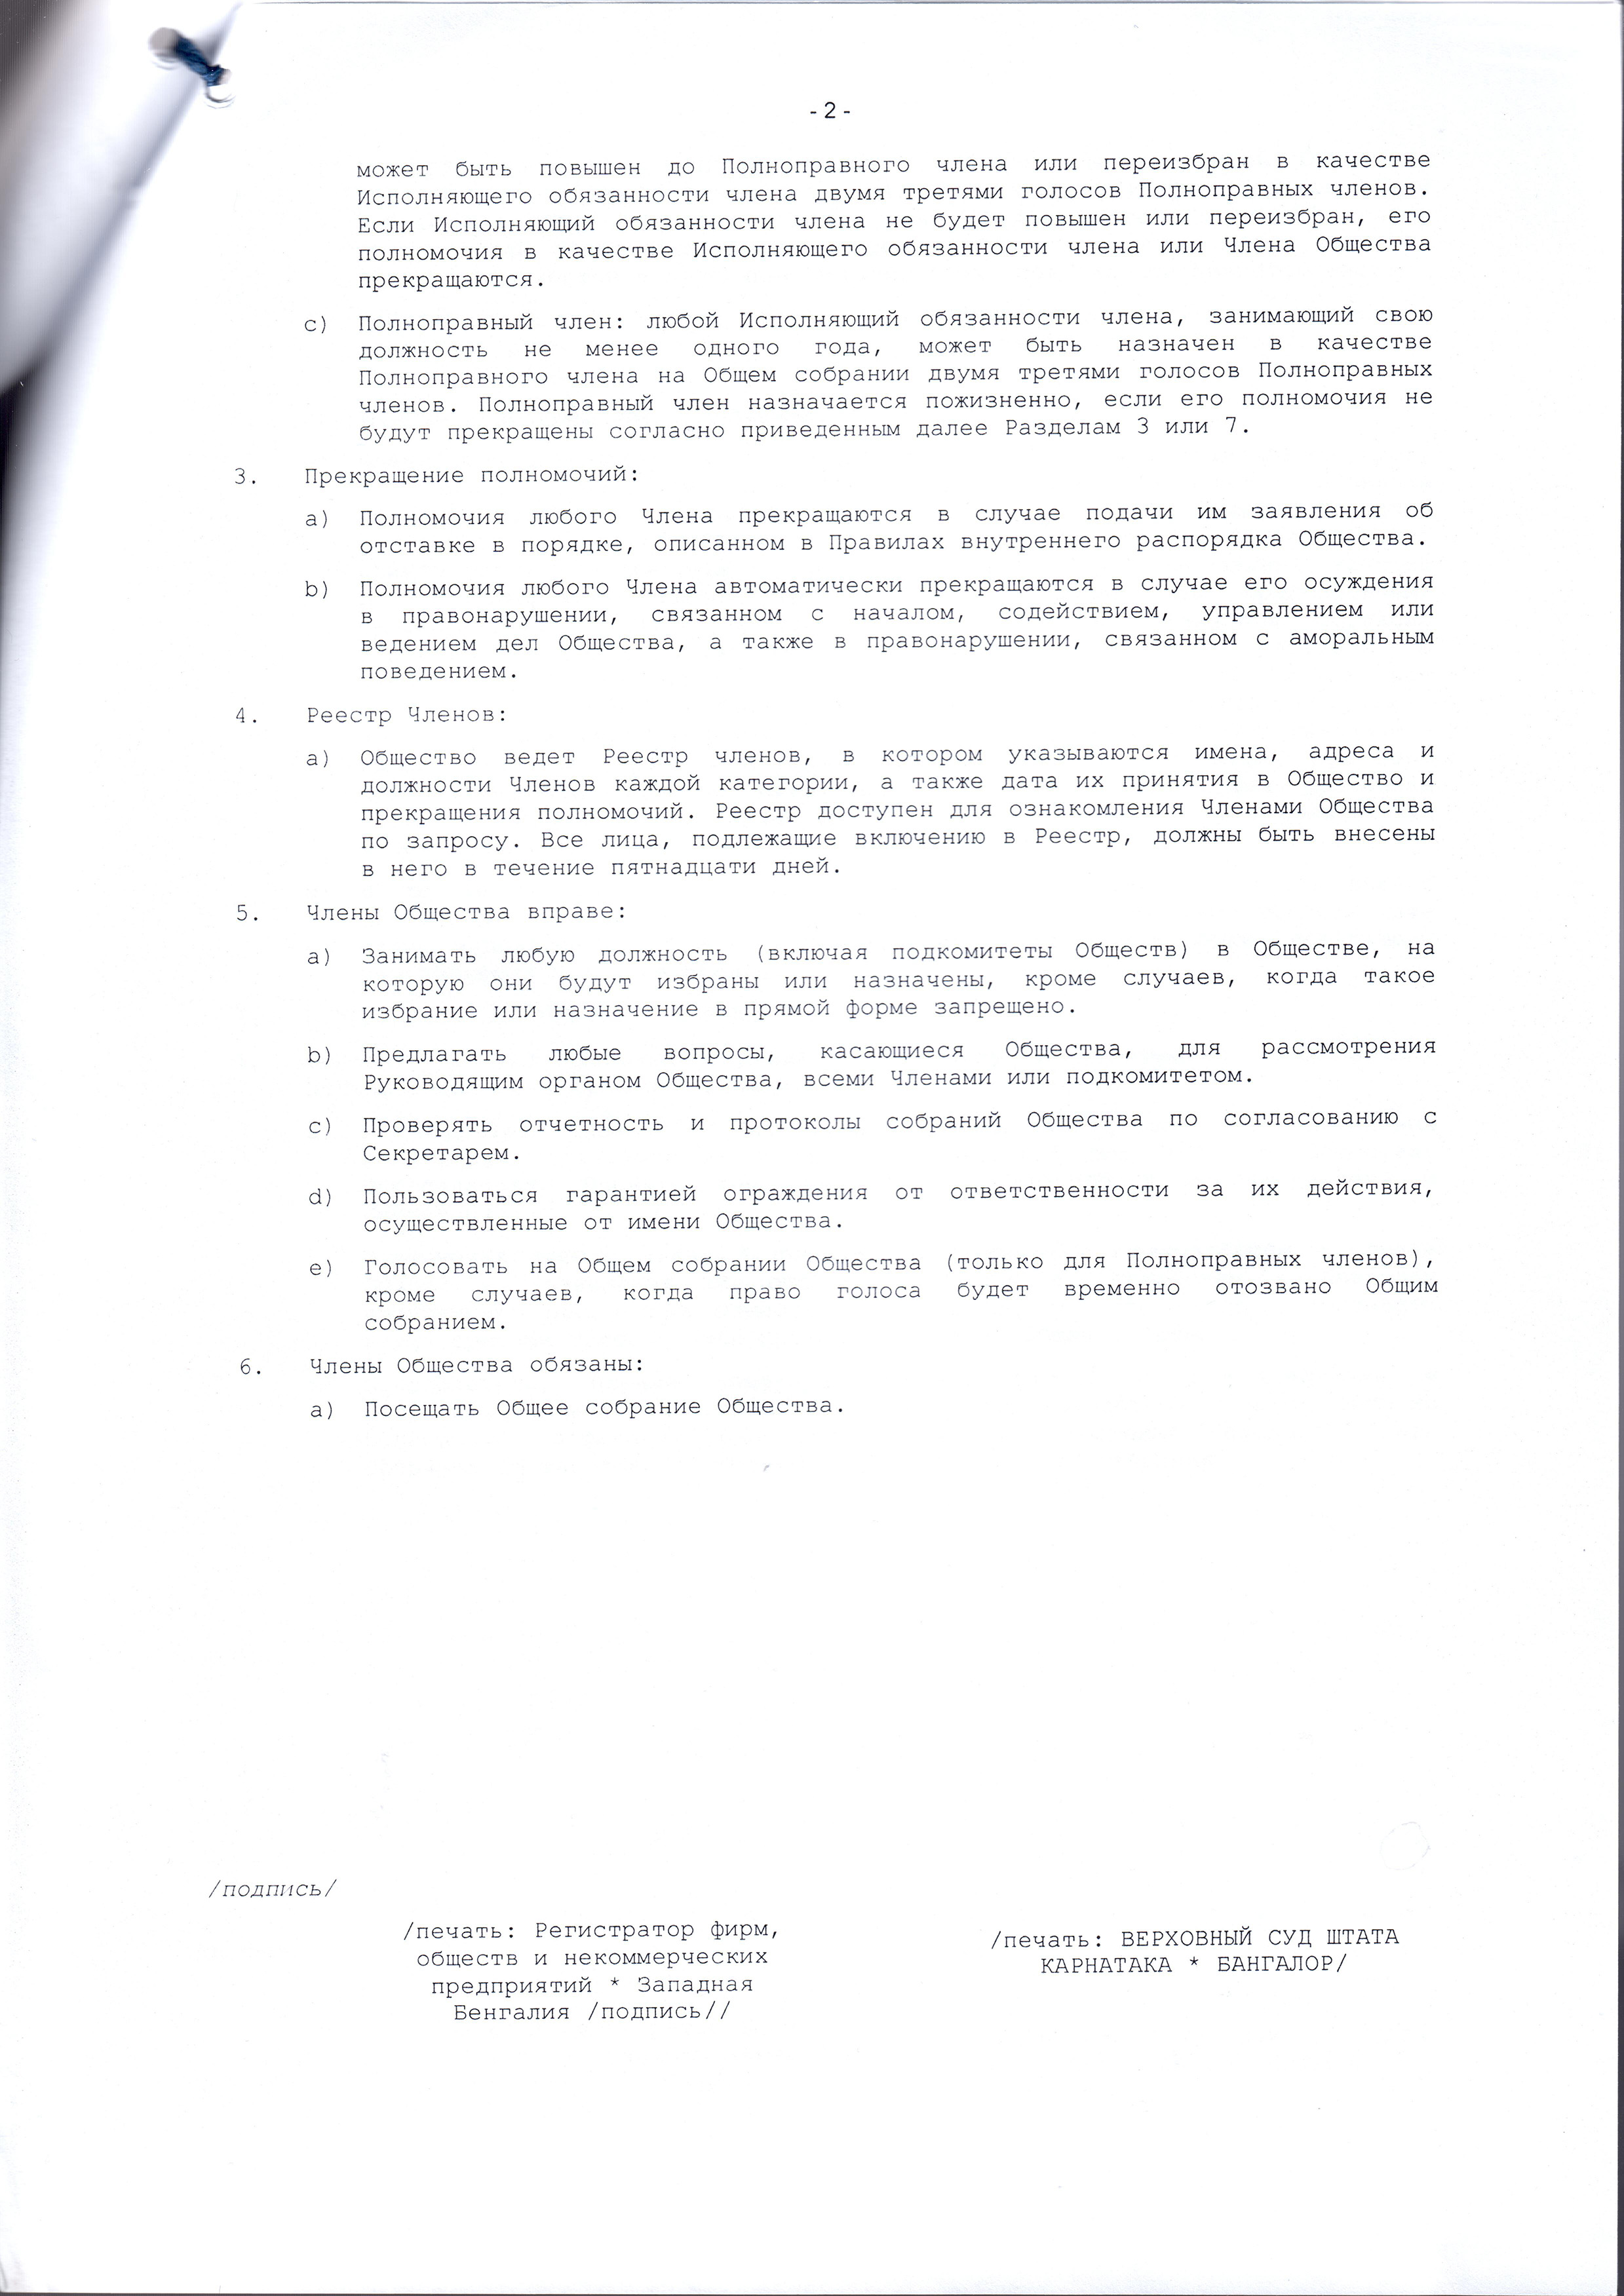 - 2 -
может быть повышен до Полноправного члена или переизбран в качестве
Исполняющего обязанности члена двумя третями голосов Полноправных членов.
Если Исполняющий обязанности члена не будет повышен или переизбран, его
полномочия в качестве Исполняющего обязанности члена или Члена Общества
прекращаются.
c) Полноправный член: любой Исполняющий обязанности члена, занимающий свою
должность не менее одного года, может быть назначен в качестве
Полноправного члена на Общем собрании двумя третями голосов Полноправных
членов. Полноправный член назначается пожизненно, если его полномочия не
будут прекращены согласно приведенным далее Разделам 3 или 7.
3. Прекращение полномочий:
a) Полномочия любого Члена прекращаются в случае подачи им заявления об
отставке в порядке, описанном в Правилах внутреннего распорядка Общества.
b) Полномочия любого Члена автоматически прекращаются в случае его осуждения
в правонарушении, связанном с началом, содействием, управлением или
ведением дел Общества, а также в правонарушении, связанном с аморальным
поведением.
4. Реестр Членов:
a) Общество ведет Реестр членов, в котором указываются имена, адреса и
должности Членов каждой категории, а также дата их принятия в Общество и
прекращения полномочий. Реестр доступен для ознакомления Членами Общества
по запросу. Все лица, подлежащие включению в Реестр, должны быть внесены
в него в течение пятнадцати дней.
5. Члены Общества вправе:
a) Занимать любую должность (включая подкомитеты Обществ) в Обществе, на
которую они будут избраны или назначены, кроме случаев, когда такое
избрание или назначение в прямой форме запрещено.
b) Предлагать любые вопросы, касающиеся Общества, для рассмотрения
Руководящим органом Общества, всеми Членами или подкомитетом.
c) Проверять отчетность и протоколы собраний Общества по согласованию с
Секретарем.
d) Пользоваться гарантией ограждения от ответственности за их действия,
осуществленные от имени Общества.
e) Голосовать на Общем собрании Общества (только для Полноправных членов),
кроме случаев, когда право голоса будет временно отозвано Общим
собранием.
6. Члены Общества обязаны:
a) Посещать Общее собрание Общества.
/подпись/
/печать: Регистратор фирм,
обществ и некоммерческих
предприятий * Западная
Бенгалия /подпись//
/печать: ВЕРХОВНЫЙ СУД ШТАТА
КАРНАТАКА * БАНГАЛОР/